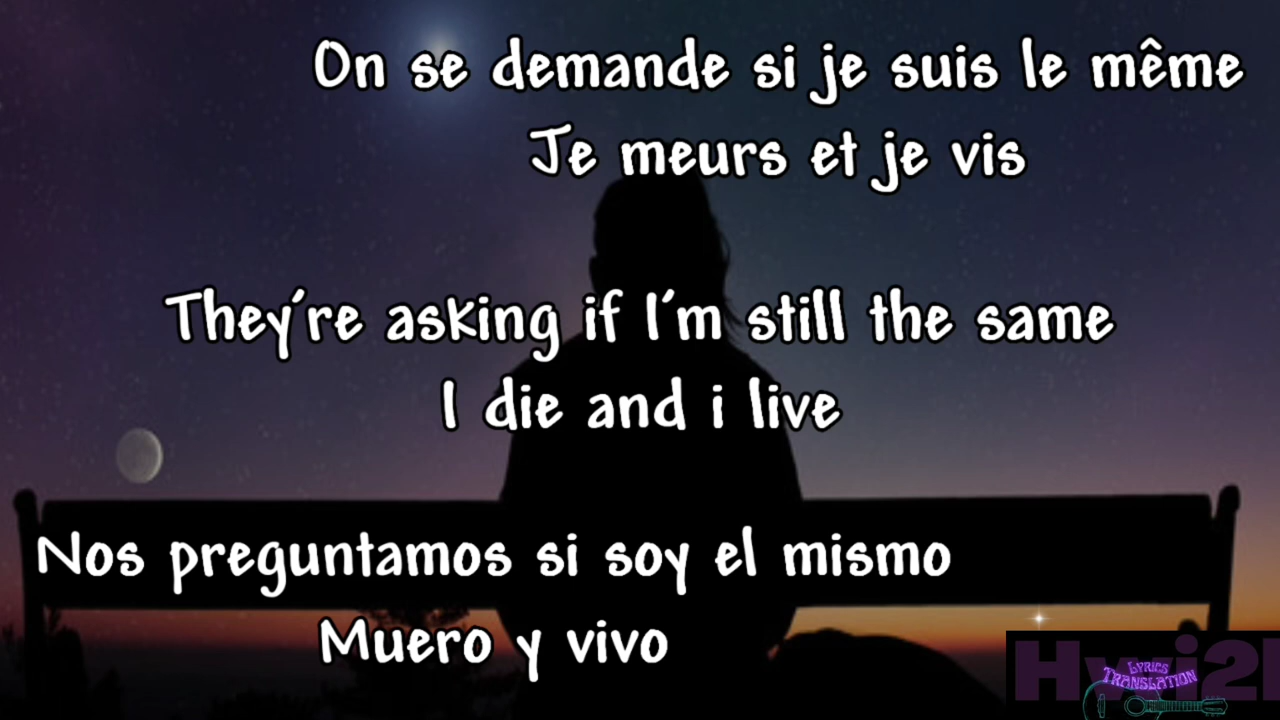 On se demande si je suis le même
Je meurs et je vis
They're asking if I'm still the same
I die and i live
Nos preguntamos si soy el mismo
Muero y vivo
LYRICS
TRANSLATION